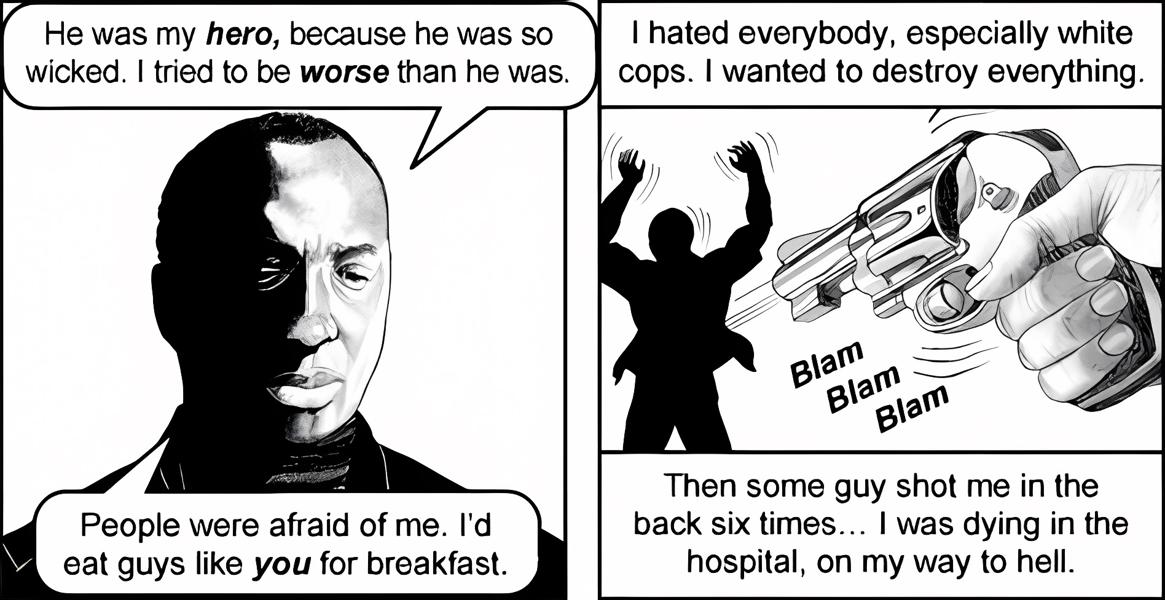 He was my hero, because he was so
wicked. I tried to be worse than he was.
People were afraid of me. I'd
eat guys like you for breakfast.
I hated everybody, especially white
cops. I wanted to destroy everything.
Blam
Blam
Blam
Then some guy shot me in the
back six times... I was dying in the
hospital, on my way to hell.